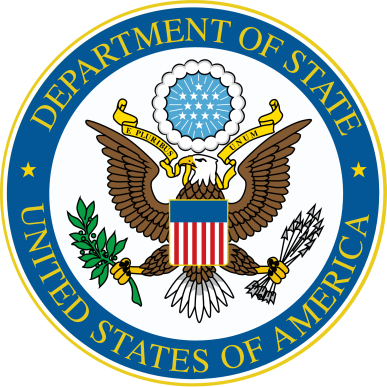 DEPARTMENT OF STATE
E PLURIBUS UNUM
UNITED STATES OF AMERICA